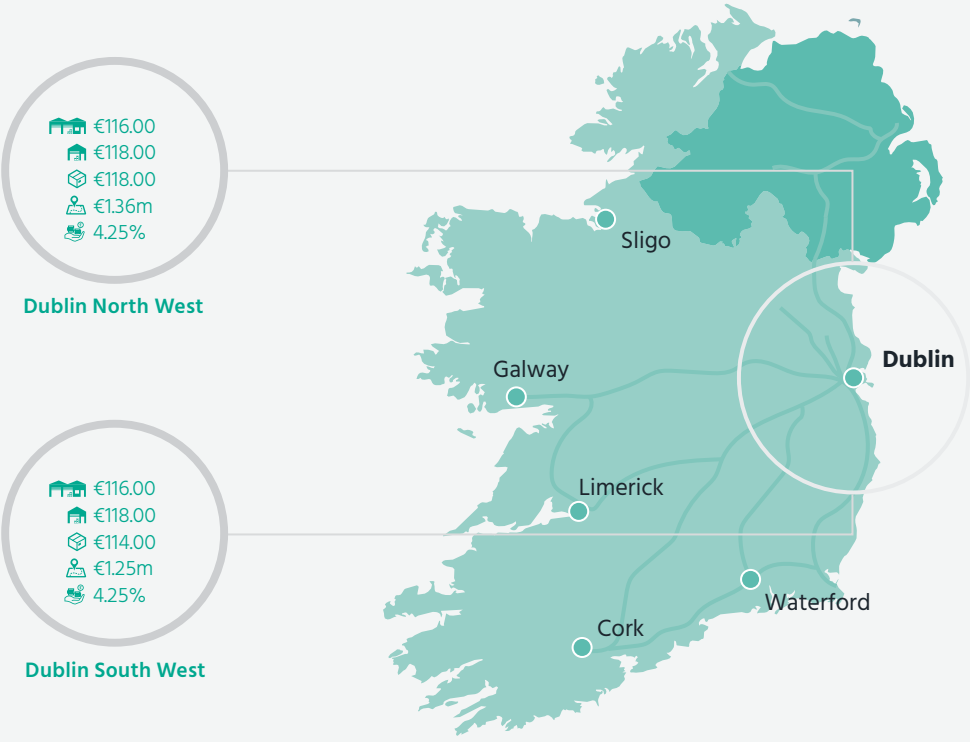 €116.00
€118.00
€118.00
€1.36m
4.25%
Dublin North West
€116.00
€118.00
€114.00
€1.25m
4.25%
Dublin South West
Sligo
Galway
Dublin
Limerick
Waterford
Cork